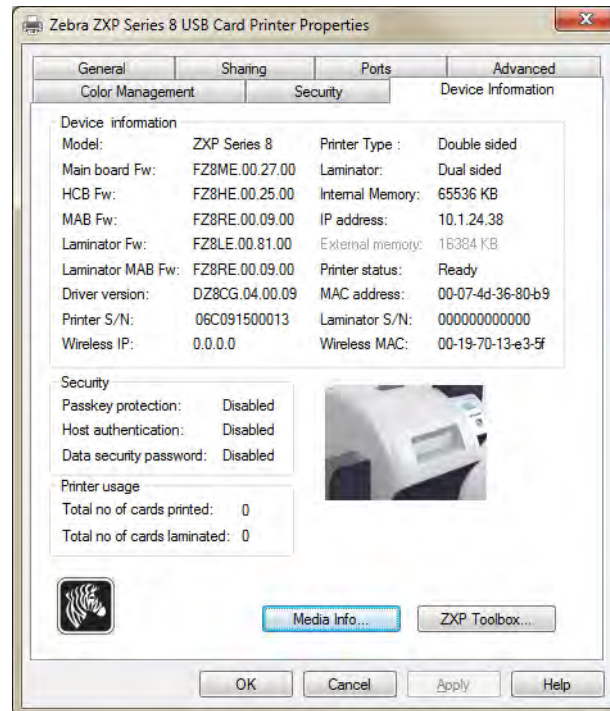 Zebra ZXP Series 8 USB Card Printer Properties
General Sharing Ports Advanced
Color Management Security Device Information
Device information
Model: ZXP Series 8 Printer Type : Double sided
Main board Fw: FZ8ME.00.27.00 Laminator: Dual sided
HCB Fw: FZ8HE.00.25.00 Internal Memory: 65536 KB
MAB Fw: FZ8RE.00.09.00 IP address: 10.1.24.38
Laminator Fw: FZ8LE.00.81.00 External memory: 16384 KB
Laminator MAB Fw: FZ8RE.00.09.00 Printer status: Ready
Driver version: DZ8CG.04.00.09 MAC address: 00-07-4d-36-80-b9
Printer S/N: 06C091500013 Laminator S/N: 000000000000
Wireless IP: 0.0.0.0 Wireless MAC: 00-19-70-13-e3-5f
Security
Passkey protection: Disabled
Host authentication: Disabled
Data security password: Disabled
Printer usage
Total no of cards printed: 0
Total no of cards laminated: 0
Media Info... ZXP Toolbox...
OK Cancel Apply Help